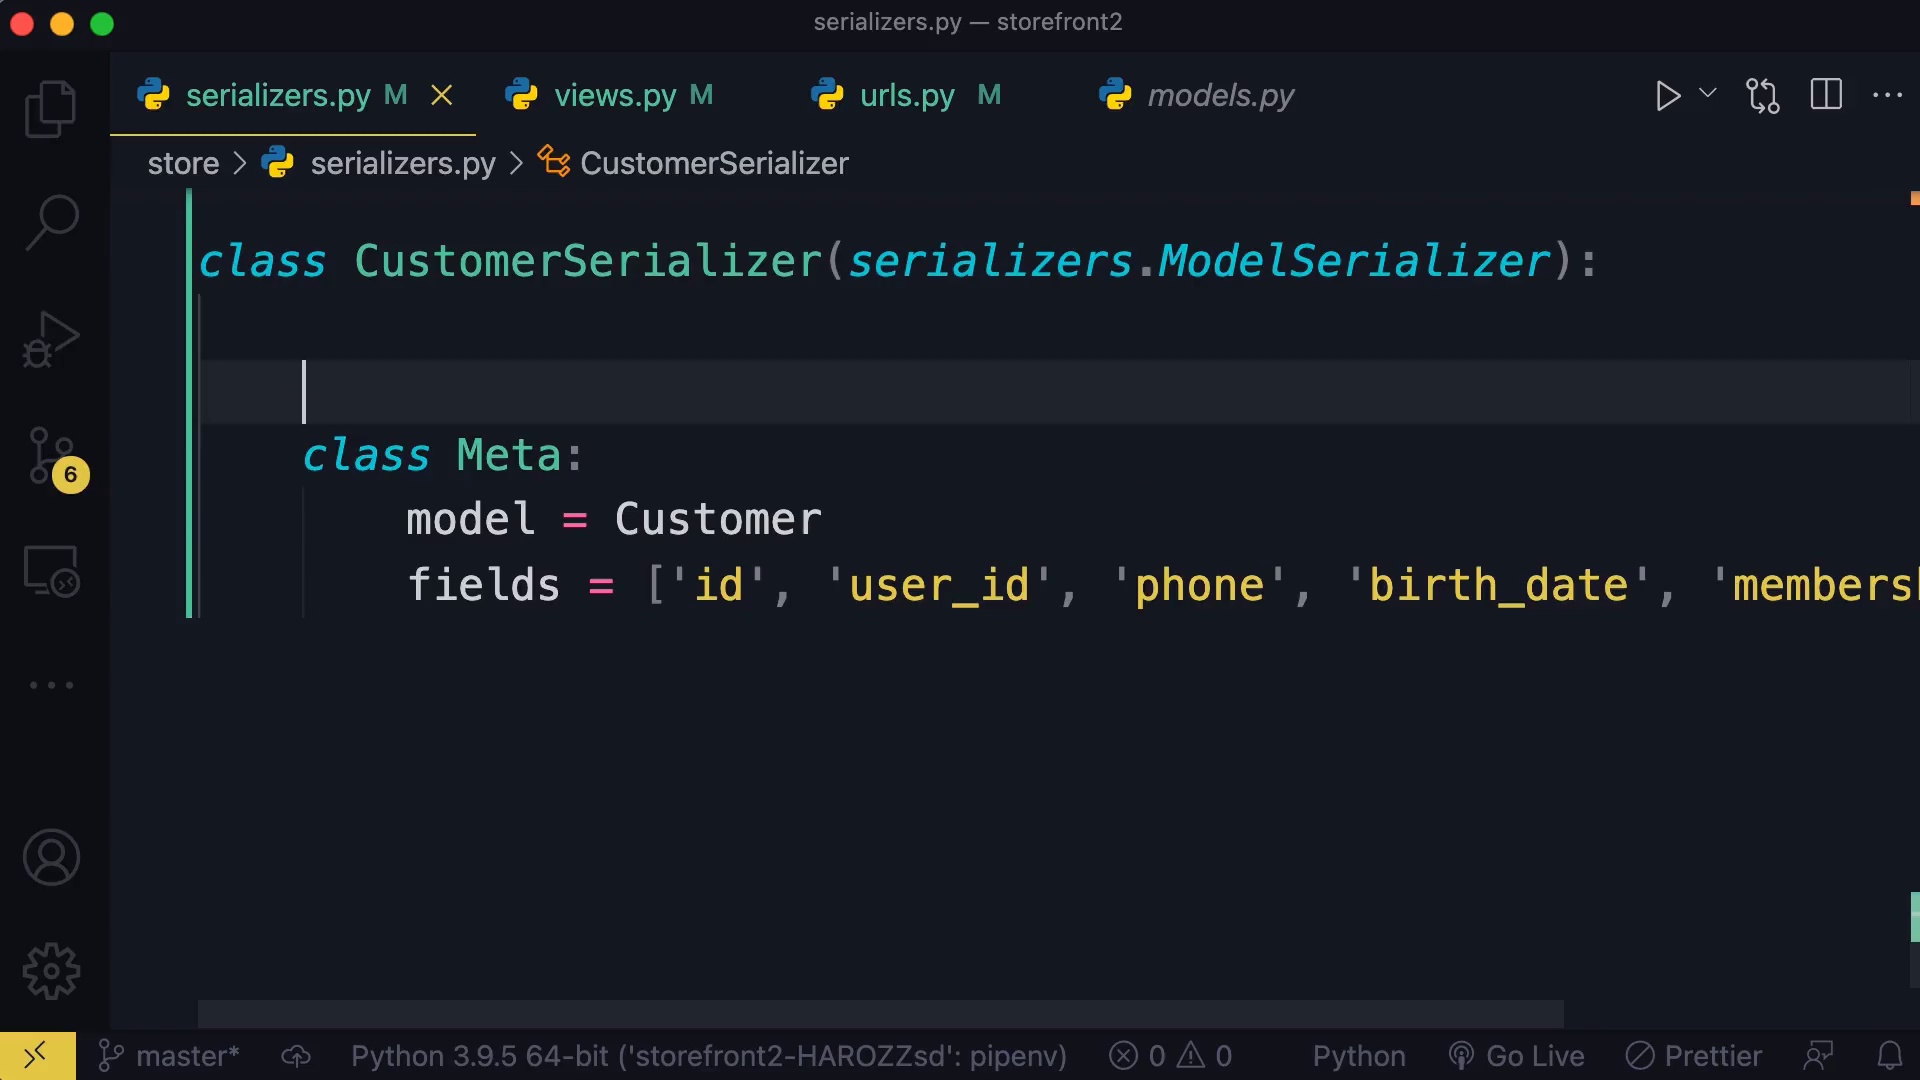 serializers.py — storefront2
serializers.py M views.py M urls.py M models.py
store > serializers.py > CustomerSerializer
class CustomerSerializer(serializers.ModelSerializer):
class Meta:
model = Customer
fields = ['id', 'user_id', 'phone', 'birth_date', 'membersh
6
master* Python 3.9.5 64-bit ('storefront2-HAROZZsd': pipenv) 0 0 Python Go Live Prettier